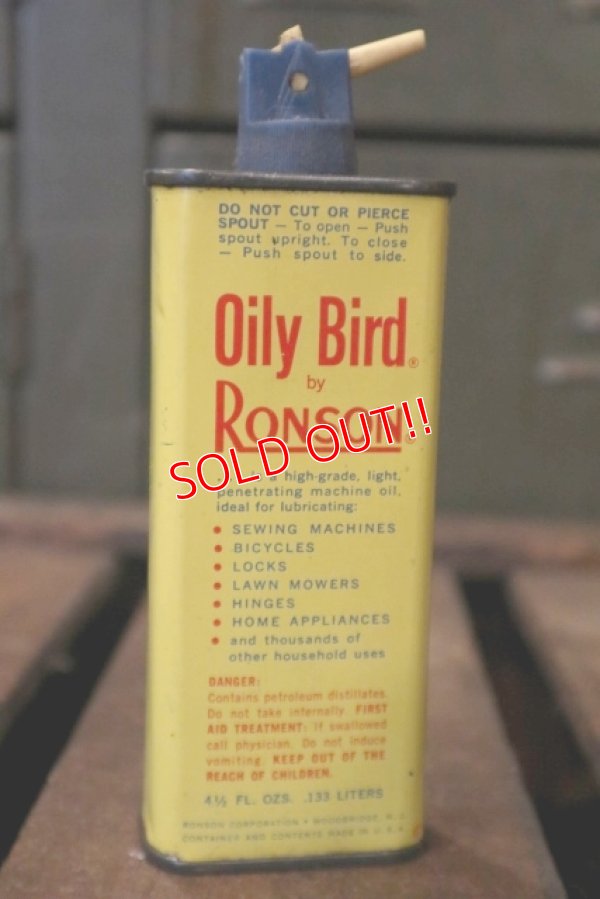 DO NOT CUT OR PIERCE
SPOUT — To open — Push
spout upright. To close
— Push spout to side.
Oily Bird®
by
RONSON®
SOLD OUT!!
a high-grade, light,
penetrating machine oil,
ideal for lubricating:
• SEWING MACHINES
• BICYCLES
• LOCKS
• LAWN MOWERS
• HINGES
• HOME APPLIANCES
• and thousands of
other household uses
DANGER:
Contains petroleum distillates.
Do not take internally. FIRST
AID TREATMENT: If swallowed
call physician. Do not induce
vomiting. KEEP OUT OF THE
REACH OF CHILDREN.
4½ FL. OZS. .133 LITERS
RONSON CORPORATION • WOODBRIDGE, N.J.
CONTAINER AND CONTENTS MADE IN U.S.A.